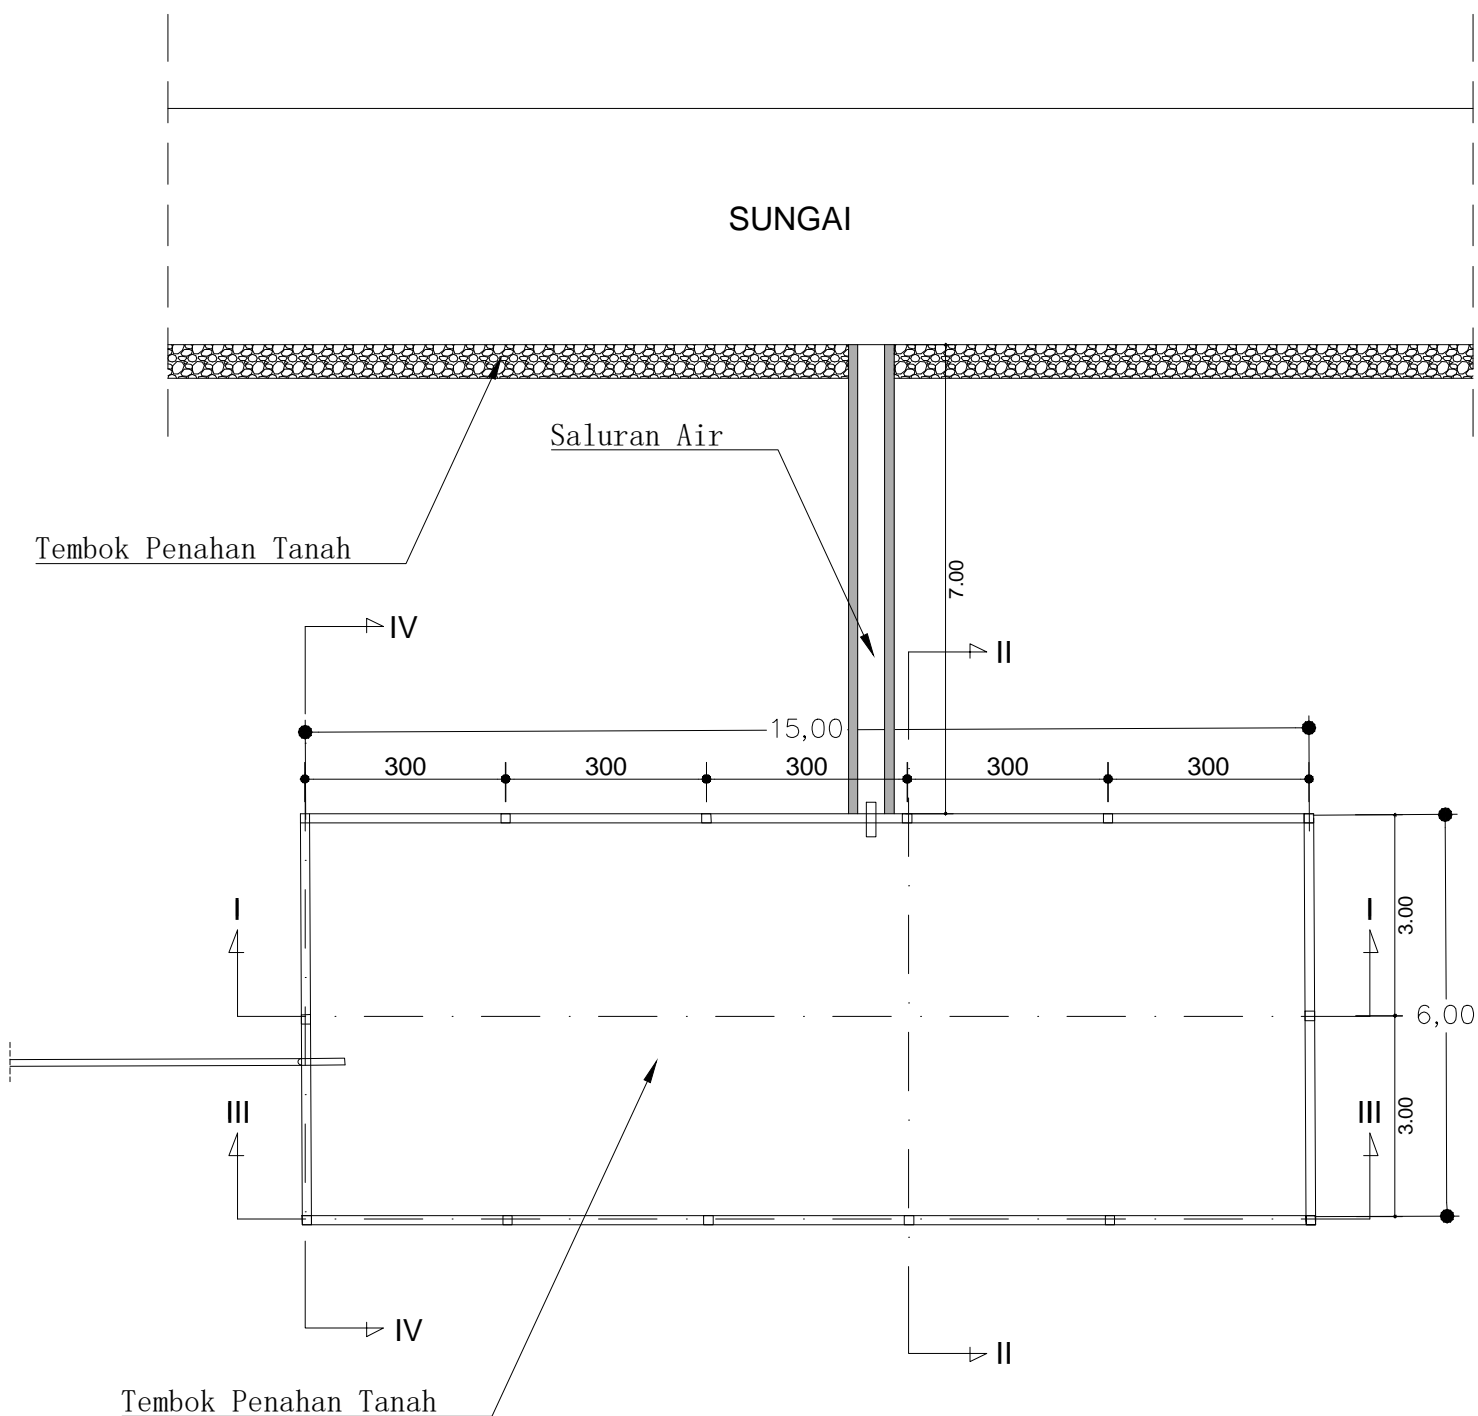 SUNGAI
Saluran Air
Tembok Penahan Tanah
7.00
IV
II
15,00
300
300
300
300
300
I
I
3.00
6,00
III
III
3.00
IV
II
Tembok Penahan Tanah